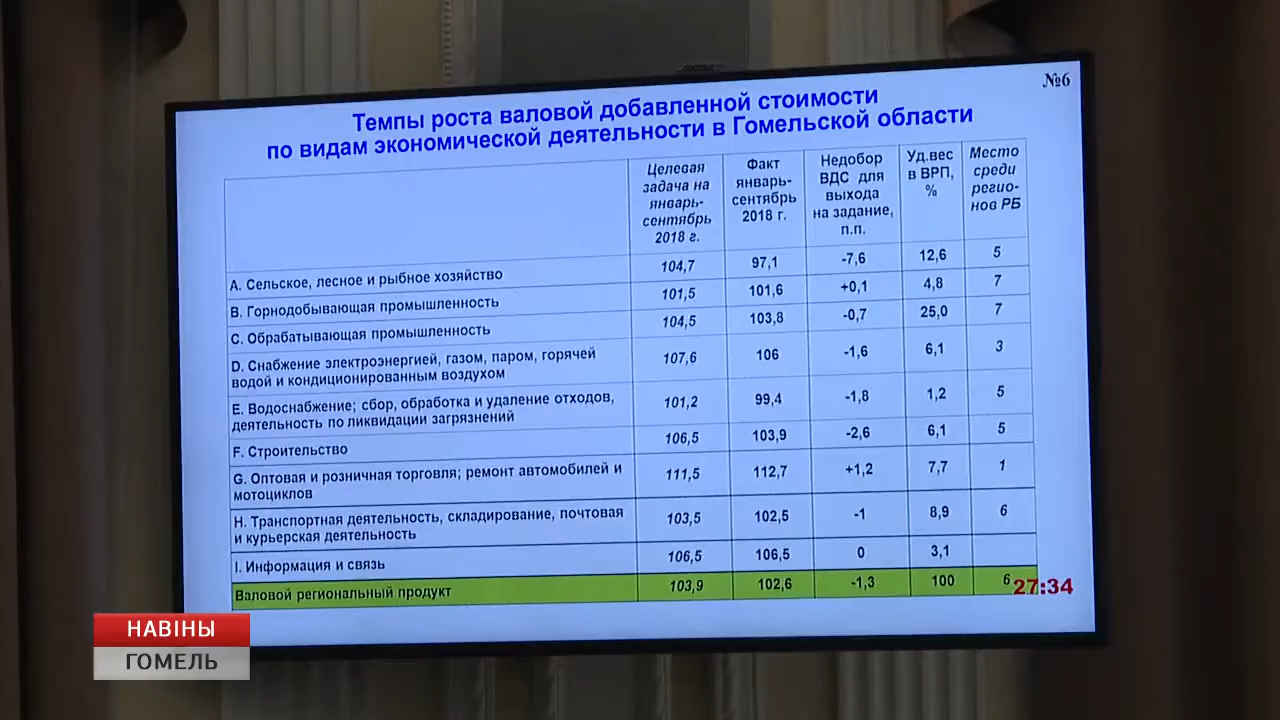 №6
Темпы роста валовой добавленной стоимости
по видам экономической деятельности в Гомельской области
Целевая
задача на
январь-
сентябрь
2018 г.
Факт
январь-
сентябрь
2018 г.
Недобор
ВДС для
выхода
на задание,
п.п.
Уд.вес
в ВРП,
%
Место
среди
регио-
нов РБ
А. Сельское, лесное и рыбное хозяйство 104,7 97,1 -7,6 12,6 5
В. Горнодобывающая промышленность 101,5 101,6 +0,1 4,8 7
С. Обрабатывающая промышленность 104,5 103,8 -0,7 25,0 7
D. Снабжение электроэнергией, газом, паром, горячей
водой и кондиционированным воздухом 107,6 106 -1,6 6,1 3
Е. Водоснабжение; сбор, обработка и удаление отходов,
деятельность по ликвидации загрязнений 101,2 99,4 -1,8 1,2 5
F. Строительство 106,5 103,9 -2,6 6,1 5
G. Оптовая и розничная торговля; ремонт автомобилей и
мотоциклов 111,5 112,7 +1,2 7,7 1
Н. Транспортная деятельность, складирование, почтовая
и курьерская деятельность 103,5 102,5 -1 8,9 6
I. Информация и связь 106,5 106,5 0 3,1
Валовой региональный продукт 103,9 102,6 -1,3 100 6
27:34
НАВІНЫ
ГОМЕЛЬ